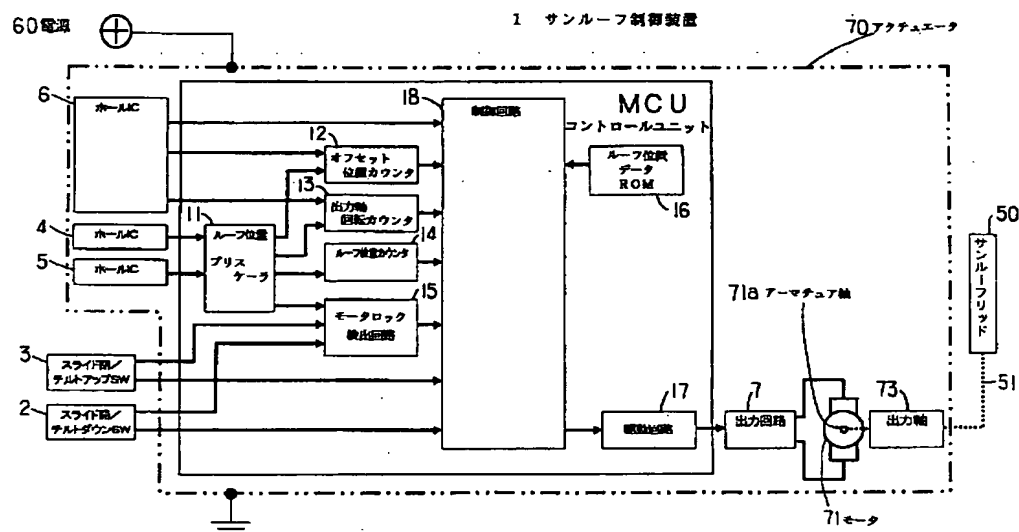 1 サンルーフ制御装置
60 電源
70 アクチュエータ
6
ホールIC
18
制御回路
MCU
コントロールユニット
12
オフセット
位置カウンタ
ルーフ位置
データ
ROM
16
13
出力軸
回転カウンタ
11
ルーフ位置
プリス
ケーラ
4
ホールIC
14
ルーフ位置カウンタ
5
ホールIC
50
サンルーフリッド
15
モータロック
検出回路
71a アーマチュア軸
3
スライド開/
チルトアップSW
51
2
スライド閉/
チルトダウンSW
17
駆動回路
7
出力回路
73
出力軸
71 モータ